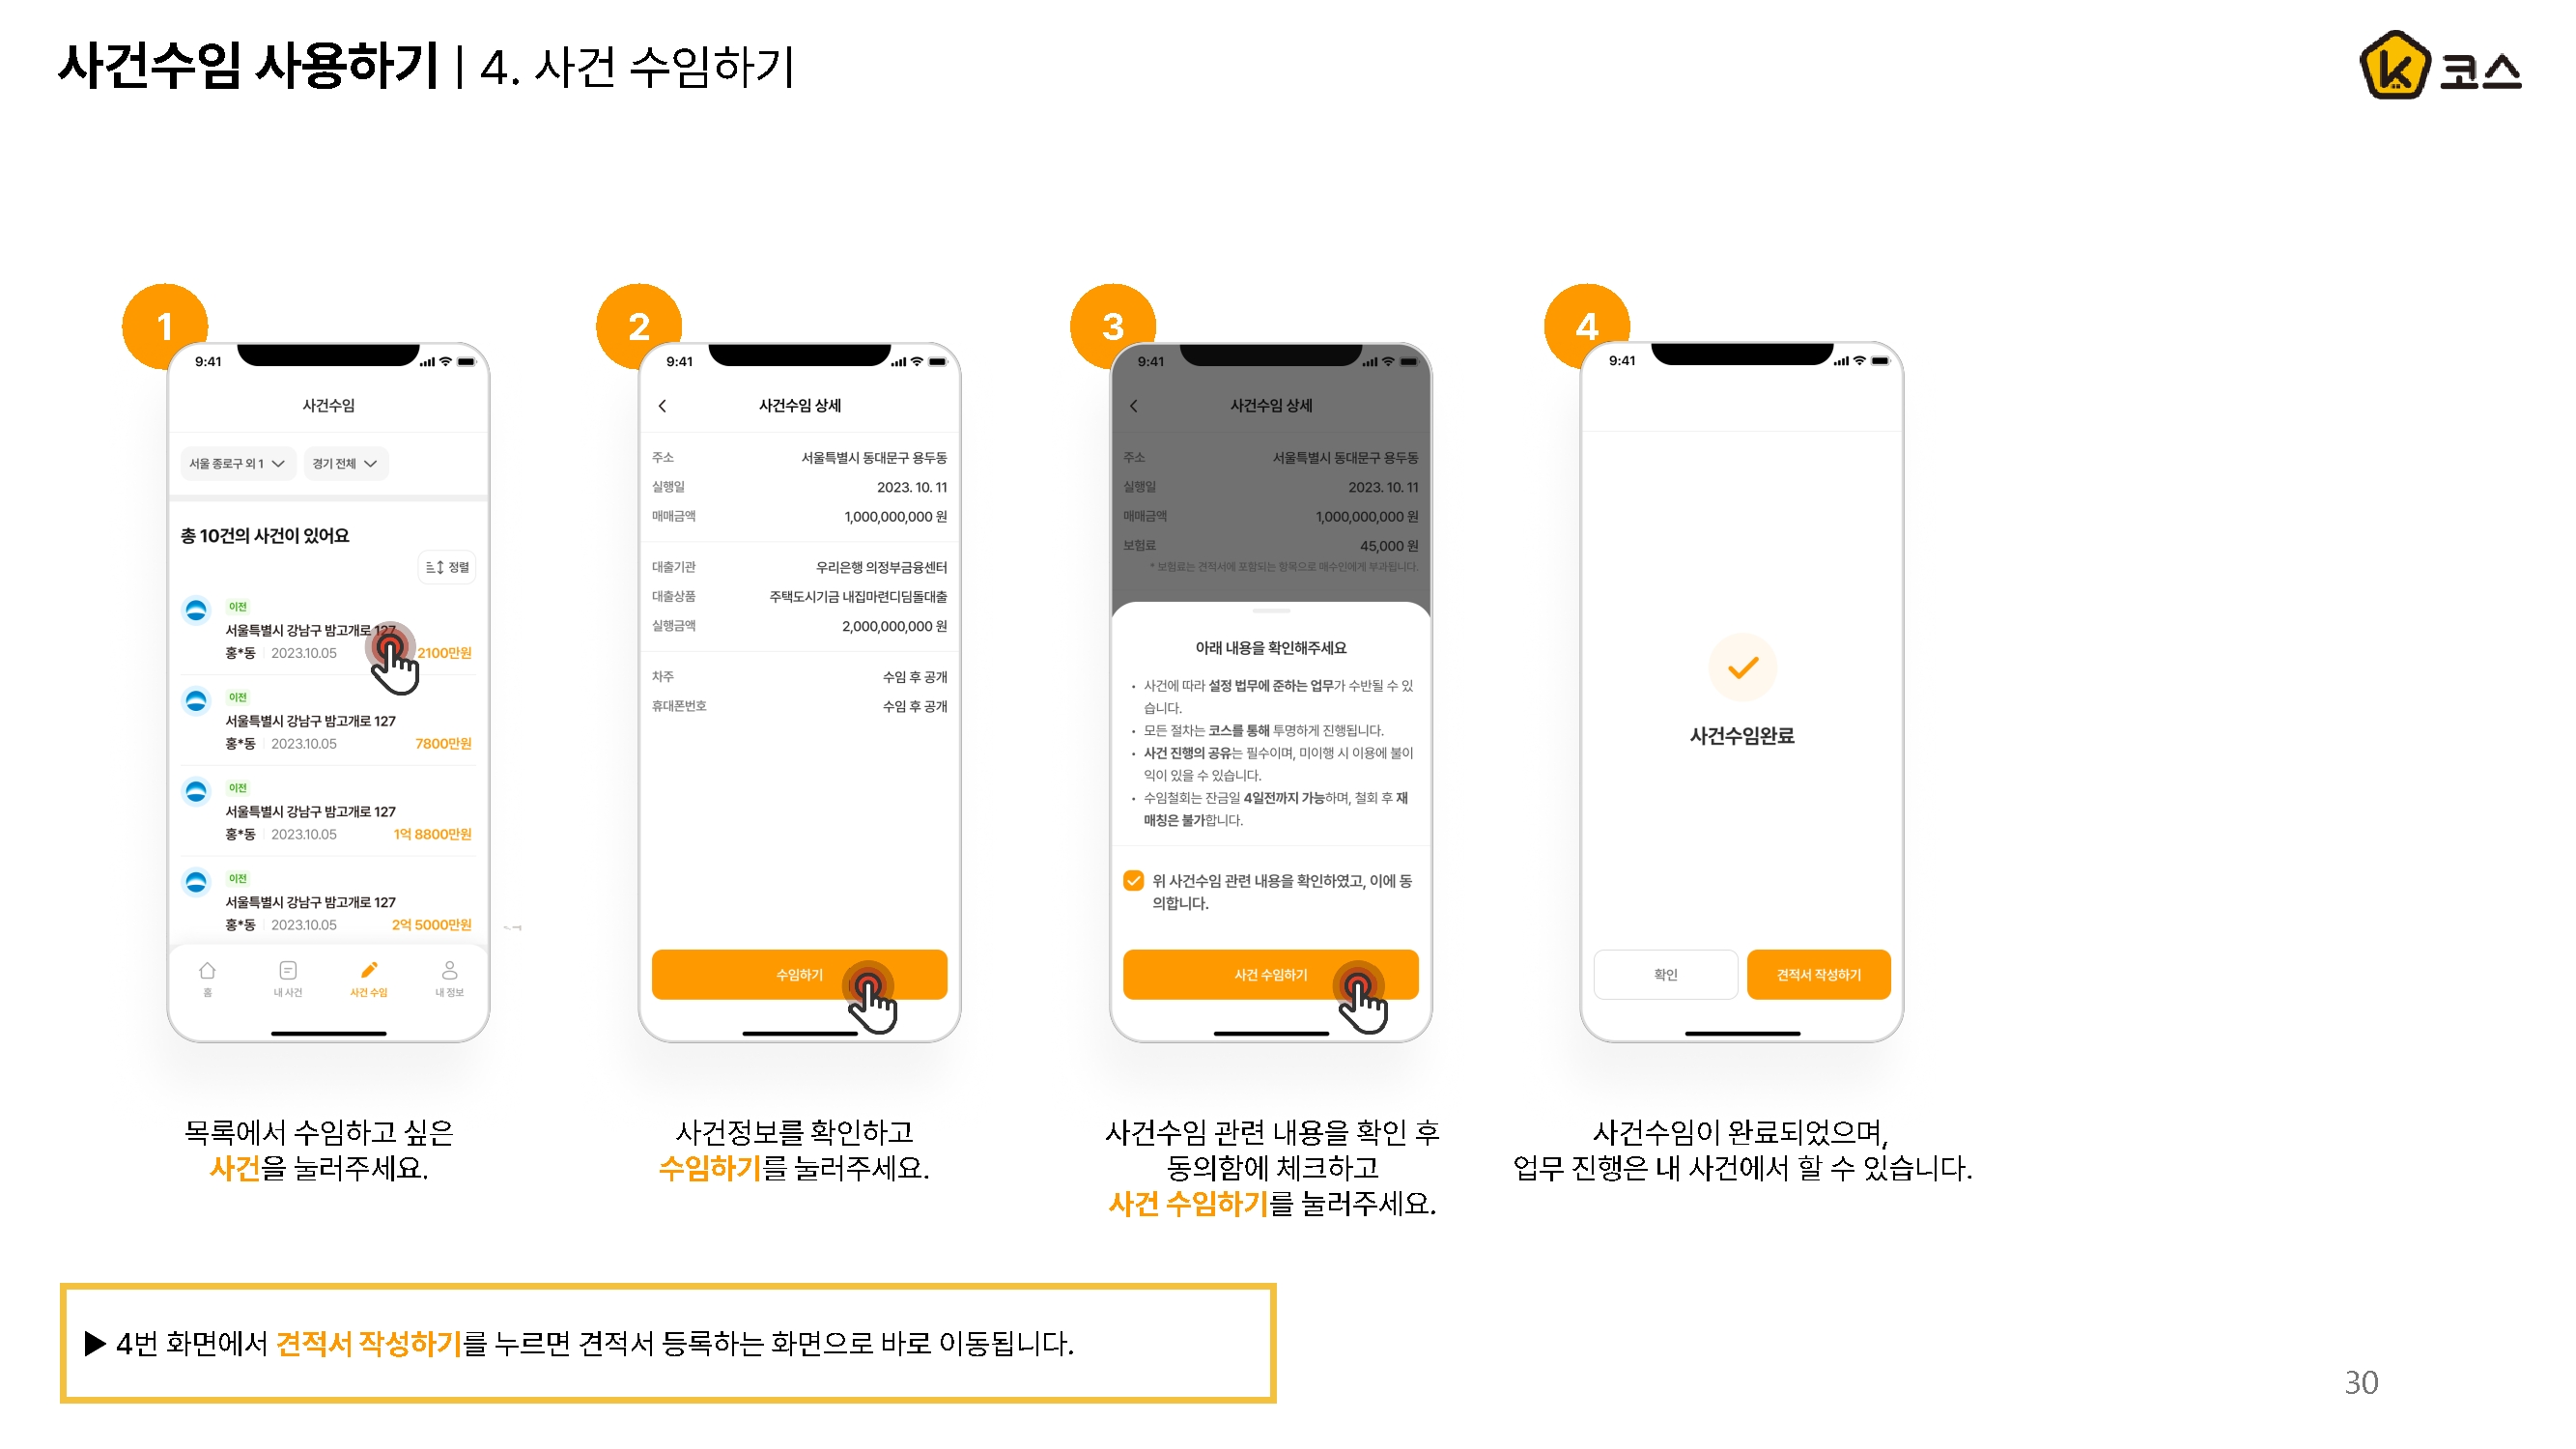 사건수임 사용하기 | 4. 사건 수임하기
코스
1
9:41
사건수임
서울 종로구 외 1
경기 전체
총 10건의 사건이 있어요
정렬
이전
서울특별시 강남구 밤고개로 127
홍*동 2023.10.05 2100만원
이전
서울특별시 강남구 밤고개로 127
홍*동 2023.10.05 7800만원
이전
서울특별시 강남구 밤고개로 127
홍*동 2023.10.05 1억 8800만원
이전
서울특별시 강남구 밤고개로 127
홍*동 2023.10.05 2억 5000만원
홈 내 사건 사건 수임 내 정보
목록에서 수임하고 싶은
사건을 눌러주세요.
2
9:41
사건수임 상세
주소 서울특별시 동대문구 용두동
실행일 2023. 10. 11
매매금액 1,000,000,000 원
대출기관 우리은행 의정부금융센터
대출상품 주택도시기금 내집마련디딤돌대출
실행금액 2,000,000,000 원
차주 수임 후 공개
휴대폰번호 수임 후 공개
수임하기
사건정보를 확인하고
수임하기를 눌러주세요.
3
9:41
사건수임 상세
주소 서울특별시 동대문구 용두동
실행일 2023. 10. 11
매매금액 1,000,000,000 원
보험료 45,000 원
* 보험료는 견적서에 포함되는 항목으로 매수인에게 부과됩니다.
아래 내용을 확인해주세요
• 사건에 따라 설정 법무에 준하는 업무가 수반될 수 있
습니다.
• 모든 절차는 코스를 통해 투명하게 진행됩니다.
• 사건 진행의 공유는 필수이며, 미이행 시 이용에 불이
익이 있을 수 있습니다.
• 수임철회는 잔금일 4일전까지 가능하며, 철회 후 재
매칭은 불가합니다.
위 사건수임 관련 내용을 확인하였고, 이에 동
의합니다.
사건 수임하기
사건수임 관련 내용을 확인 후
동의함에 체크하고
사건 수임하기를 눌러주세요.
4
9:41
사건수임완료
확인
견적서 작성하기
사건수임이 완료되었으며,
업무 진행은 내 사건에서 할 수 있습니다.
▶ 4번 화면에서 견적서 작성하기를 누르면 견적서 등록하는 화면으로 바로 이동됩니다.
30